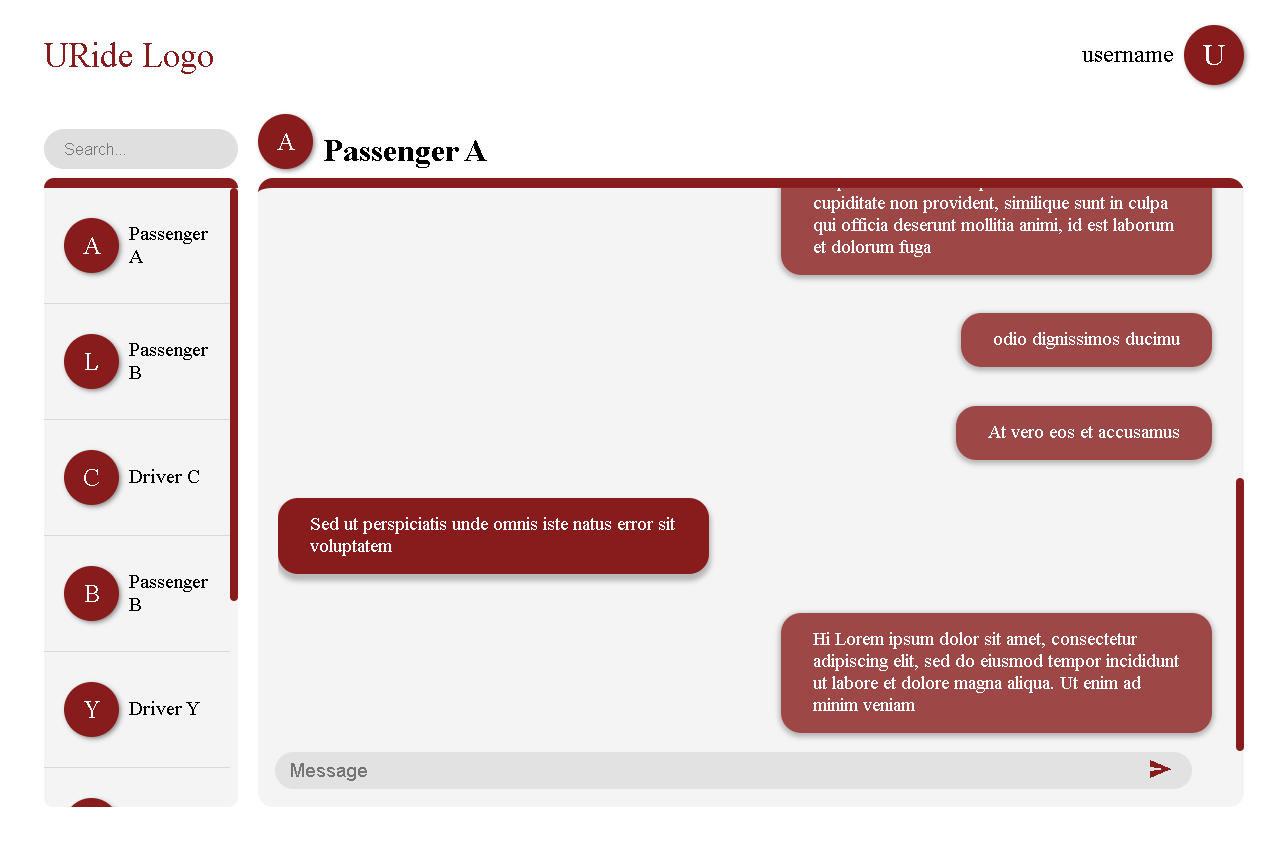 URide Logo
username
U
Search...
A
Passenger A
A
Passenger
A
L
Passenger
B
C
Driver C
B
Passenger
B
Y
Driver Y
cupiditate non provident, similique sunt in culpa
qui officia deserunt mollitia animi, id est laborum
et dolorum fuga
odio dignissimos ducimu
At vero eos et accusamus
Sed ut perspiciatis unde omnis iste natus error sit
voluptatem
Hi Lorem ipsum dolor sit amet, consectetur
adipiscing elit, sed do eiusmod tempor incididunt
ut labore et dolore magna aliqua. Ut enim ad
minim veniam
Message